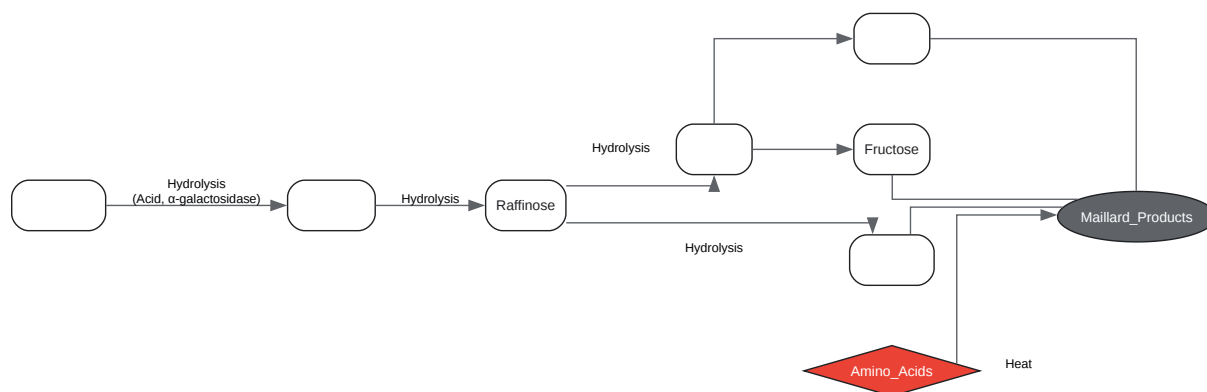 Hydrolysis
(Acid, α-galactosidase)
Hydrolysis
Raffinose
Hydrolysis
Hydrolysis
Fructose
Maillard_Products
Amino_Acids
Heat